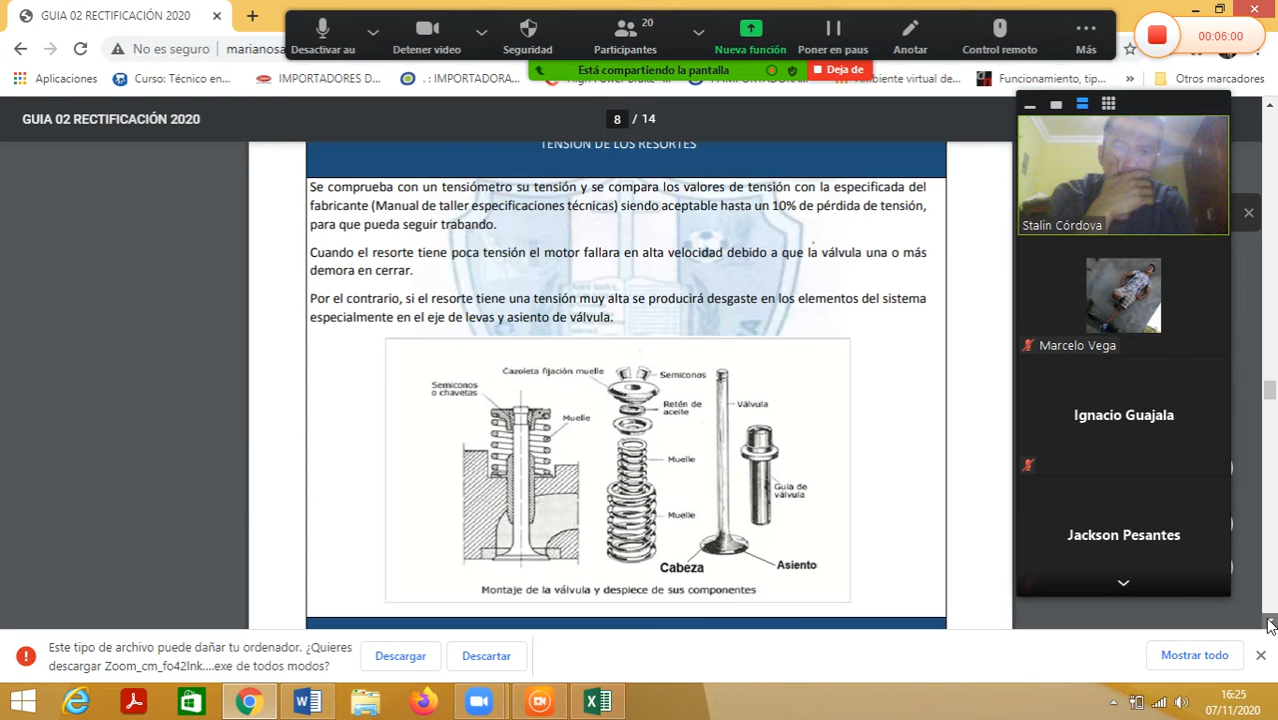 GUIA 02 RECTIFICACIÓN 2020
No es seguro
marianosa
Desactivar au
Detener video
Seguridad
20
Participantes
Nueva función
Poner en paus
Anotar
Control remoto
Más
Está compartiendo la pantalla
Deja de
00:06:00
Aplicaciones
Curso: Técnico en...
IMPORTADORES D...
. : IMPORTADORA...
Ambiente virtual de...
Funcionamiento, tip...
»
Otros marcadores
GUIA 02 RECTIFICACIÓN 2020
8 / 14
TENSION DE LOS RESORTES
Se comprueba con un tensiómetro su tensión y se compara los valores de tensión con la especificada del
fabricante (Manual de taller especificaciones técnicas) siendo aceptable hasta un 10% de pérdida de tensión,
para que pueda seguir trabando.
Cuando el resorte tiene poca tensión el motor fallara en alta velocidad debido a que la válvula una o más
demora en cerrar.
Por el contrario, si el resorte tiene una tensión muy alta se producirá desgaste en los elementos del sistema
especialmente en el eje de levas y asiento de válvula.
Semiconos
o chavetas
Muelle
Cazoleta fijación muelle
Semiconos
Retén de
aceite
Muelle
Muelle
Válvula
Guia de
válvula
Cabeza
Asiento
Montaje de la válvula y despiece de sus componentes
Stalin Córdova
Marcelo Vega
Ignacio Guajala
Jackson Pesantes
Este tipo de archivo puede dañar tu ordenador. ¿Quieres
descargar Zoom_cm_fo42lnk....exe de todos modos?
Descargar
Descartar
Mostrar todo
16:25
07/11/2020